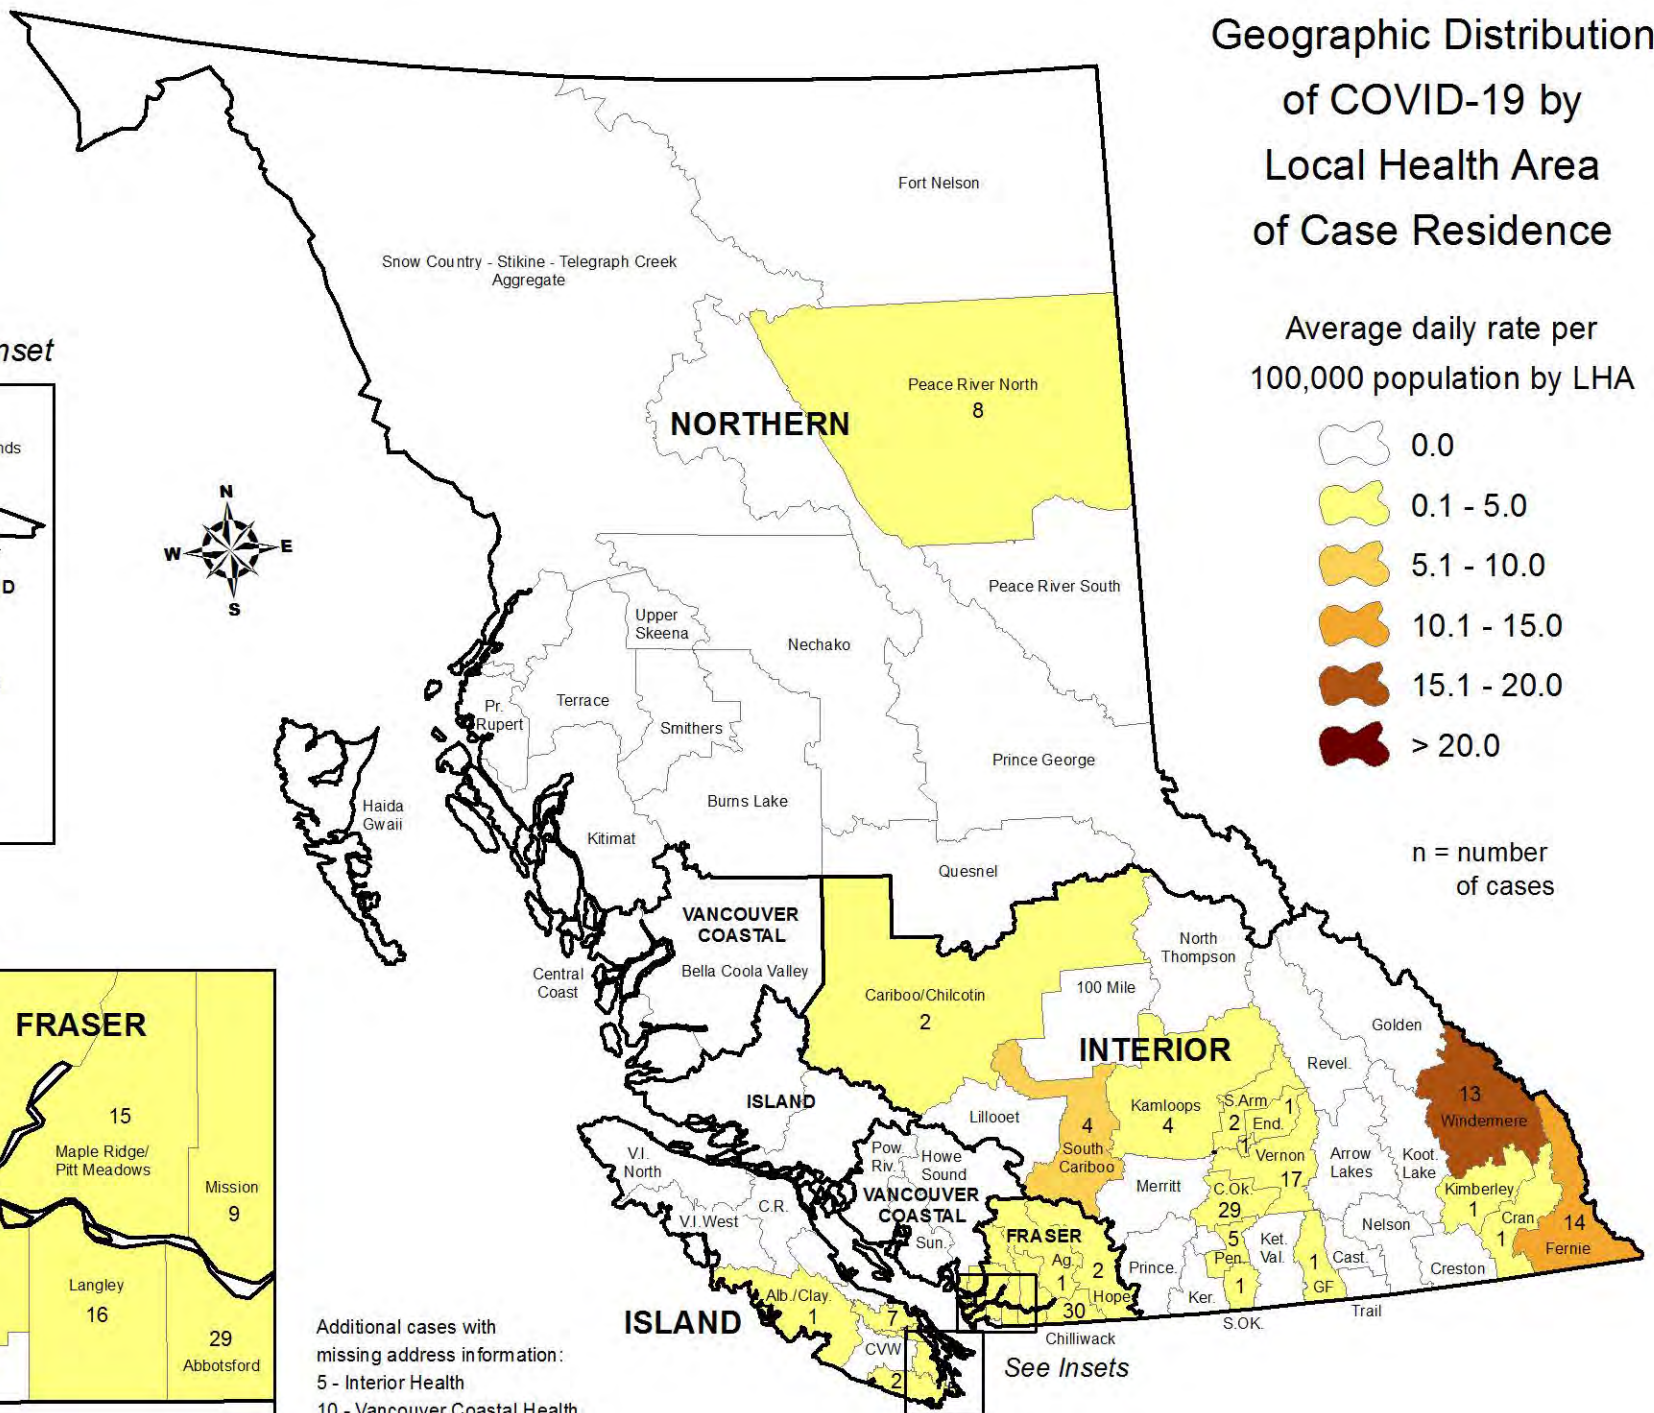 Geographic Distribution
of COVID-19 by
Local Health Area
of Case Residence
Average daily rate per
100,000 population by LHA
0.0
0.1 - 5.0
5.1 - 10.0
10.1 - 15.0
15.1 - 20.0
> 20.0
n = number
of cases
Fort Nelson
Snow Country - Stikine - Telegraph Creek
Aggregate
Peace River North
8
NORTHERN
N
W
E
S
D
Peace River South
Upper
Skeena
Nechako
Terrace
Pr.
Rupert
Smithers
Prince George
Burns Lake
Haida
Gwaii
Kitimat
Quesnel
VANCOUVER
COASTAL
Bella Coola Valley
Central
Coast
North
Thompson
100 Mile
Cariboo/Chilcotin
2
INTERIOR
Golden
Revel.
13
Windermere
ISLAND
Lillooet
4
South
Cariboo
Kamloops
4
S.Arm
2
1
End.
1
Vernon
17
Arrow
Lakes
Koot.
Lake
V.I.
North
Pow.
Riv.
Howe
Sound
VANCOUVER
COASTAL
Merritt
C.Ok.
29
Kimberley
1
Cran
1
14
Fernie
C.R.
V.I.West
Sun.
FRASER
Ag.
1
2
Hope
30
Chilliwack
Prince.
5
Pen.
Ket.
Val.
Nelson
1
GF
Cast.
Creston
Ker.
1
S.OK.
Trail
Alb./Clay.
1
7
CVW
2
ISLAND
See Insets
FRASER
15
Maple Ridge/
Pitt Meadows
Mission
9
Langley
16
29
Abbotsford
Additional cases with
missing address information:
5 - Interior Health
10 - Vancouver Coastal Health